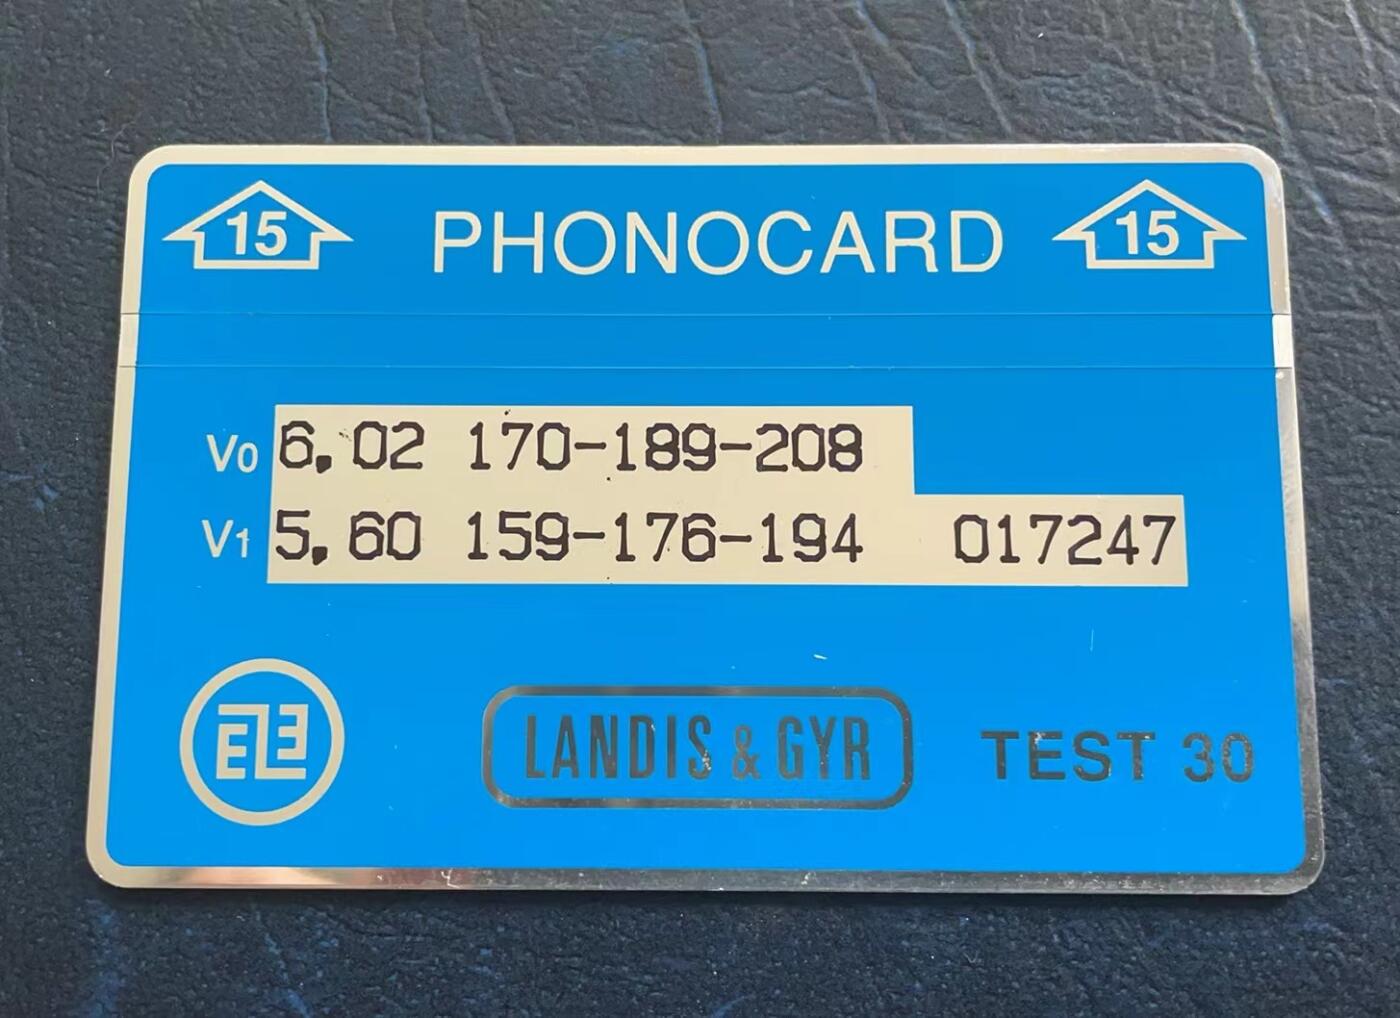 15 PHONOCARD 15
V0 6.02 170-189-208
V1 5.60 159-176-194 017247
LANDIS & GYR TEST 30